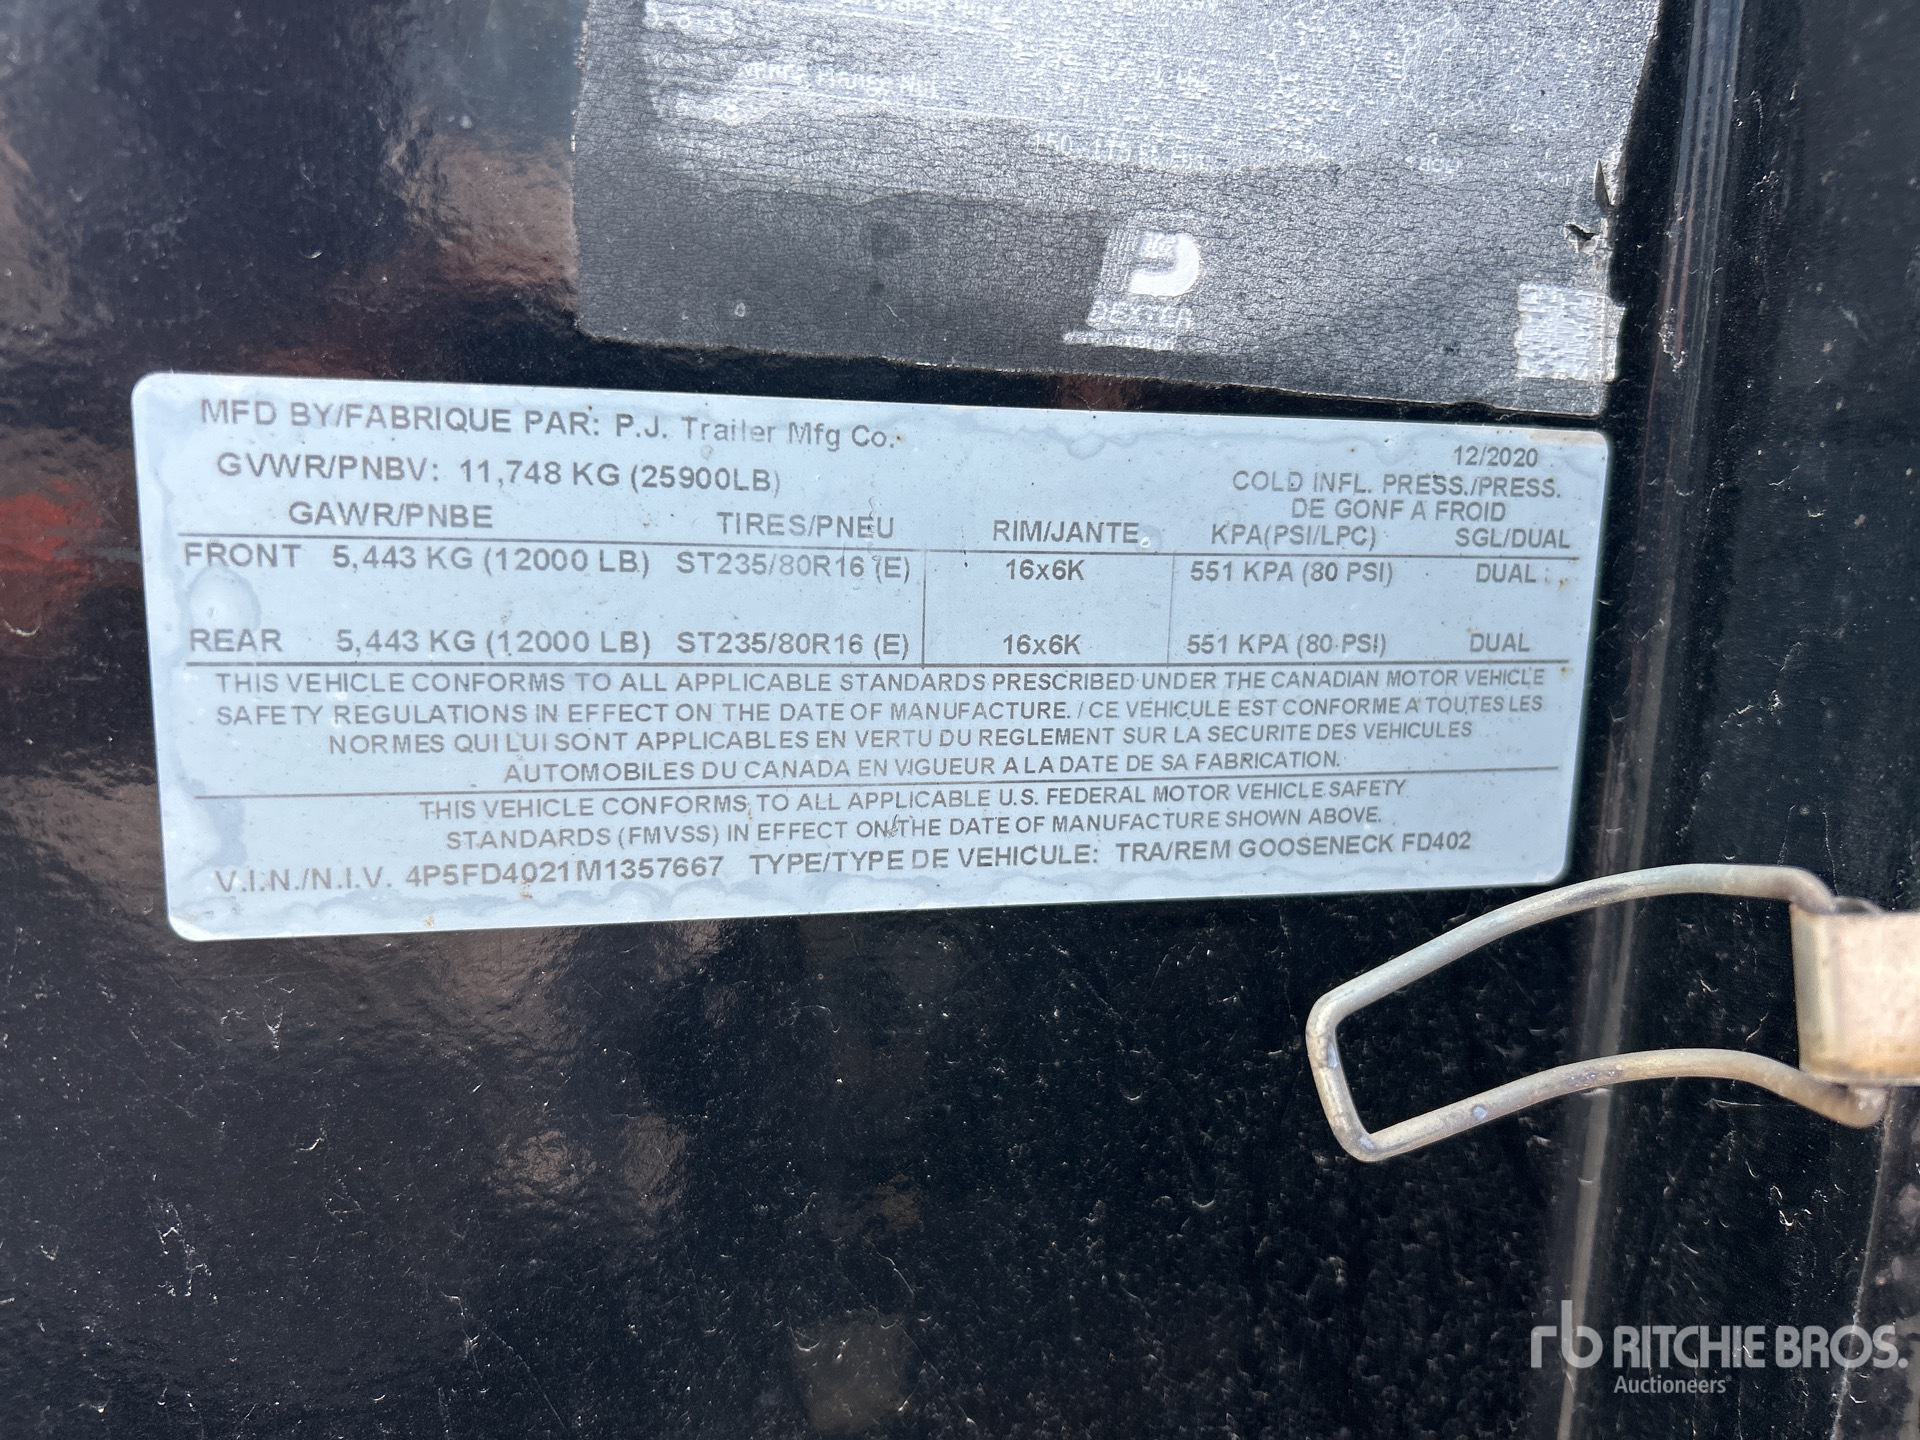 DEXTER
MFD BY/FABRIQUE PAR: P.J. Trailer Mfg Co.
12/2020
GVWR/PNBV: 11,748 KG (25900LB)
COLD INFL. PRESS./PRESS.
DE GONF A FROID
GAWR/PNBE TIRES/PNEU RIM/JANTE KPA(PSI/LPC) SGL/DUAL
FRONT 5,443 KG (12000 LB) ST235/80R16 (E) 16x6K 551 KPA (80 PSI) DUAL
REAR 5,443 KG (12000 LB) ST235/80R16 (E) 16x6K 551 KPA (80 PSI) DUAL
THIS VEHICLE CONFORMS TO ALL APPLICABLE STANDARDS PRESCRIBED UNDER THE CANADIAN MOTOR VEHICLE
SAFETY REGULATIONS IN EFFECT ON THE DATE OF MANUFACTURE. / CE VEHICULE EST CONFORME A TOUTES LES
NORMES QUI LUI SONT APPLICABLES EN VERTU DU REGLEMENT SUR LA SECURITE DES VEHICULES
AUTOMOBILES DU CANADA EN VIGUEUR A LA DATE DE SA FABRICATION.
THIS VEHICLE CONFORMS TO ALL APPLICABLE U.S. FEDERAL MOTOR VEHICLE SAFETY
STANDARDS (FMVSS) IN EFFECT ON THE DATE OF MANUFACTURE SHOWN ABOVE.
V.I.N./N.I.V. 4P5FD4021M1357667 TYPE/TYPE DE VEHICULE: TRA/REM GOOSENECK FD402
rb RITCHIE BROS.
Auctioneers